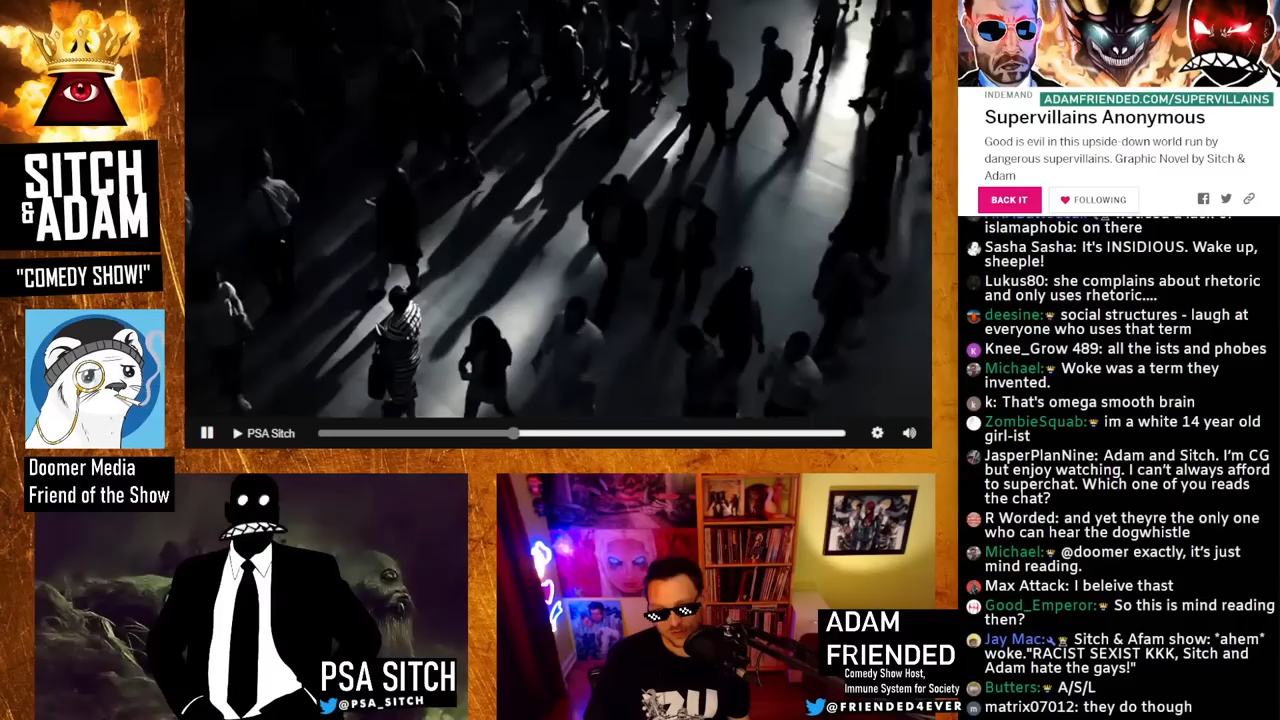 SITCH
& ADAM
"COMEDY SHOW!"
Doomer Media
Friend of the Show
PSA Sitch
PSA SITCH
@PSA_SITCH
ADAM
FRIENDED
Comedy Show Host,
Immune System for Society
@FRIENDED4EVER
INDEMAND
ADAMFRIENDED.COM/SUPERVILLAINS
Supervillains Anonymous
Good is evil in this upside-down world run by
dangerous supervillains. Graphic Novel by Sitch &
Adam
BACK IT
FOLLOWING
islamaphobic on there
Sasha Sasha: It's INSIDIOUS. Wake up,
sheeple!
Lukus80: she complains about rhetoric
and only uses rhetoric....
deesine: social structures - laugh at
everyone who uses that term
Knee_Grow 489: all the ists and phobes
Michael: Woke was a term they
invented.
k: That's omega smooth brain
ZombieSquab: im a white 14 year old
girl-ist
JasperPlanNine: Adam and Sitch. I'm CG
but enjoy watching. I can't always afford
to superchat. Which one of you reads
the chat?
R Worded: and yet theyre the only one
who can hear the dogwhistle
Michael: @doomer exactly, it's just
mind reading.
Max Attack: I beleive thast
Good_Emperor: So this is mind reading
then?
Jay Mac: Sitch & Afam show: *ahem*
woke."RACIST SEXIST KKK, Sitch and
Adam hate the gays!"
Butters: A/S/L
matrix07012: they do though